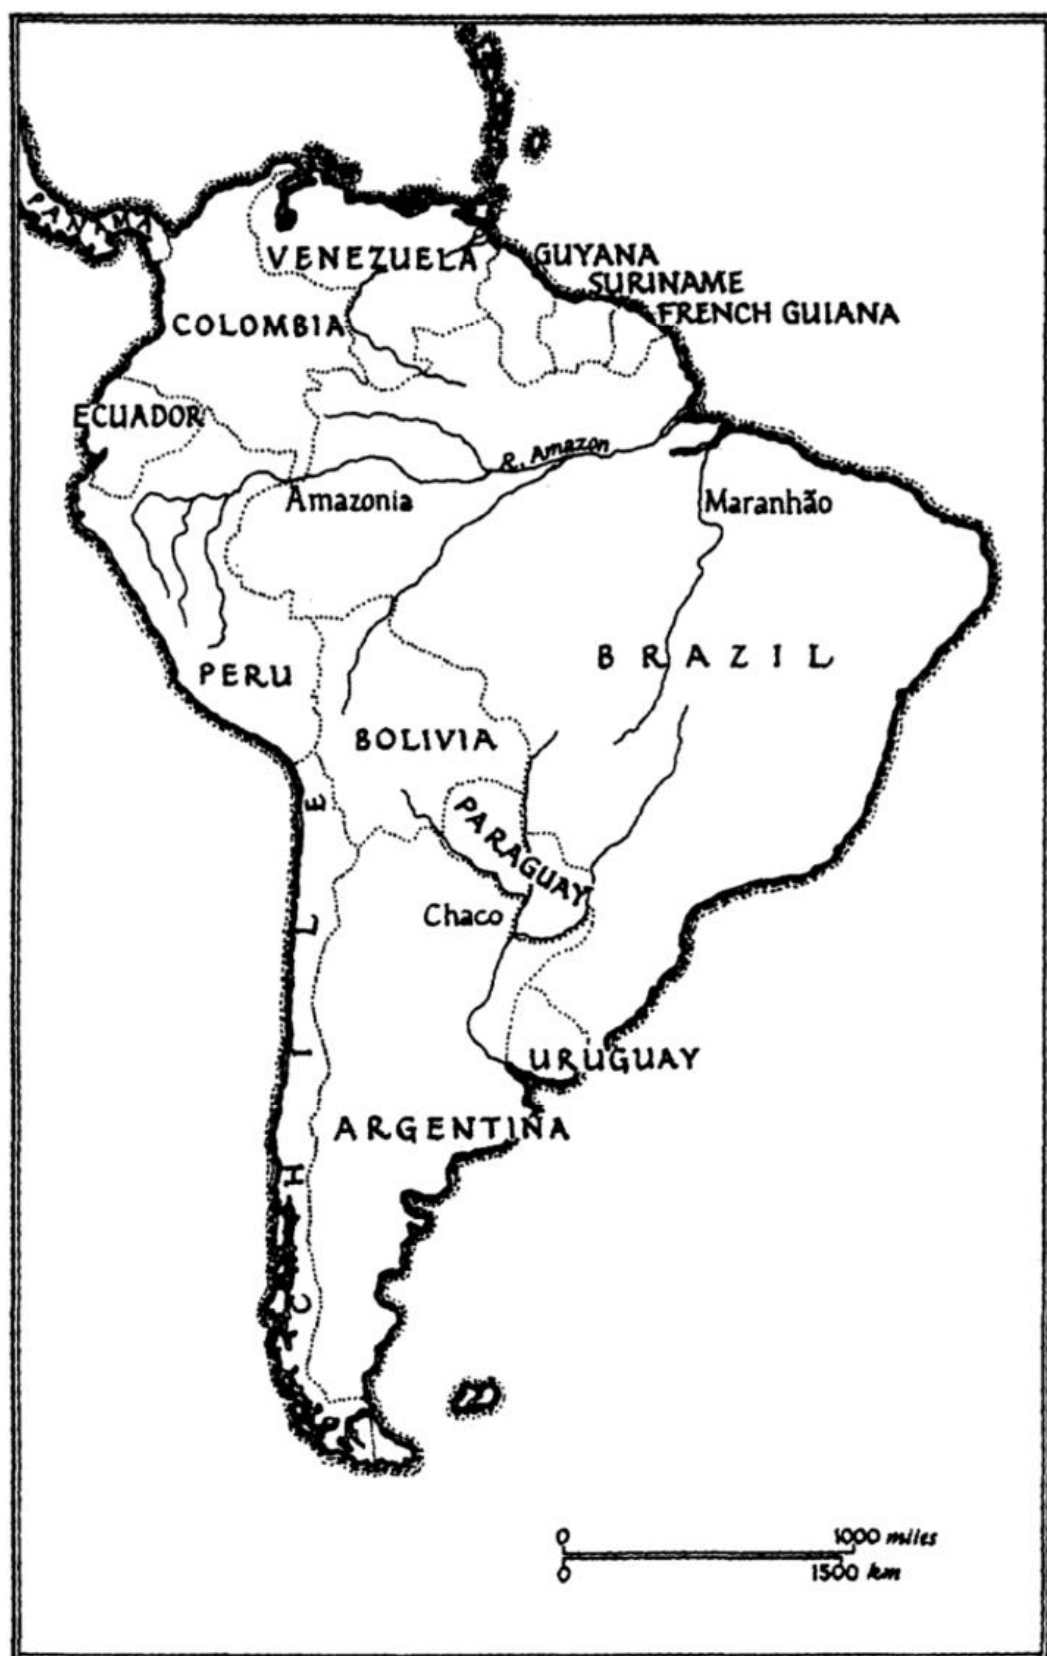 PANAMA
VENEZUELA
GUYANA
SURINAME
FRENCH GUIANA
COLOMBIA
ECUADOR
R. Amazon
Amazonia
Maranhão
PERU
BRAZIL
BOLIVIA
PARAGUAY
Chaco
CHILE
URUGUAY
ARGENTINA
0 1000 miles
0 1500 km